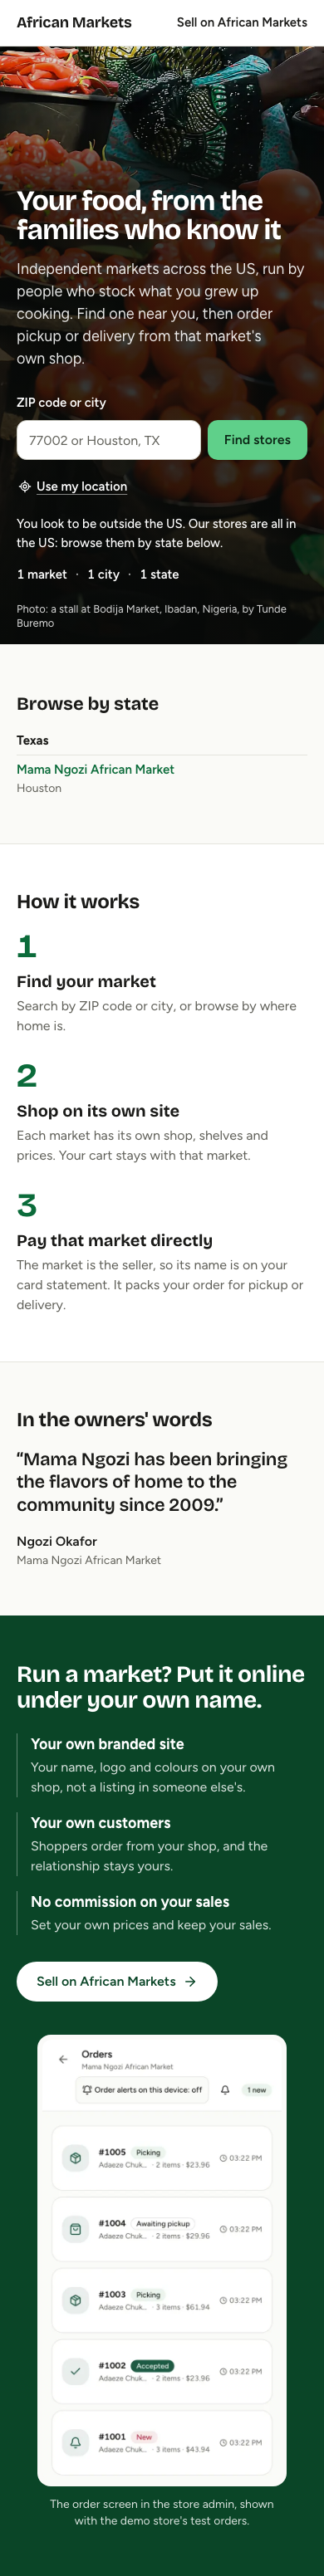 African Markets
Sell on African Markets
Your food, from the
families who know it
Independent markets across the US, run by
people who stock what you grew up
cooking. Find one near you, then order
pickup or delivery from that market's
own shop.
ZIP code or city
77002 or Houston, TX
Find stores
Use my location
You look to be outside the US. Our stores are all in
the US: browse them by state below.
1 market · 1 city · 1 state
Photo: a stall at Bodija Market, Ibadan, Nigeria, by Tunde
Buremo
Browse by state
Texas
Mama Ngozi African Market
Houston
How it works
1
Find your market
Search by ZIP code or city, or browse by where
home is.
2
Shop on its own site
Each market has its own shop, shelves and
prices. Your cart stays with that market.
3
Pay that market directly
The market is the seller, so its name is on your
card statement. It packs your order for pickup or
delivery.
In the owners' words
“Mama Ngozi has been bringing
the flavors of home to the
community since 2009.”
Ngozi Okafor
Mama Ngozi African Market
Run a market? Put it online
under your own name.
Your own branded site
Your name, logo and colours on your own
shop, not a listing in someone else's.
Your own customers
Shoppers order from your shop, and the
relationship stays yours.
No commission on your sales
Set your own prices and keep your sales.
Sell on African Markets →
Orders
Mama Ngozi African Market
Order alerts on this device: off
1 new
#1005 Picking
Adaeze Chuk... · 2 items · $23.96
03:22 PM
#1004 Awaiting pickup
Adaeze Chuk... · 2 items · $29.96
03:22 PM
#1003 Picking
Adaeze Chuk... · 3 items · $61.94
03:22 PM
#1002 Accepted
Adaeze Chuk... · 2 items · $23.96
03:22 PM
#1001 New
Adaeze Chuk... · 3 items · $43.94
03:22 PM
The order screen in the store admin, shown
with the demo store's test orders.